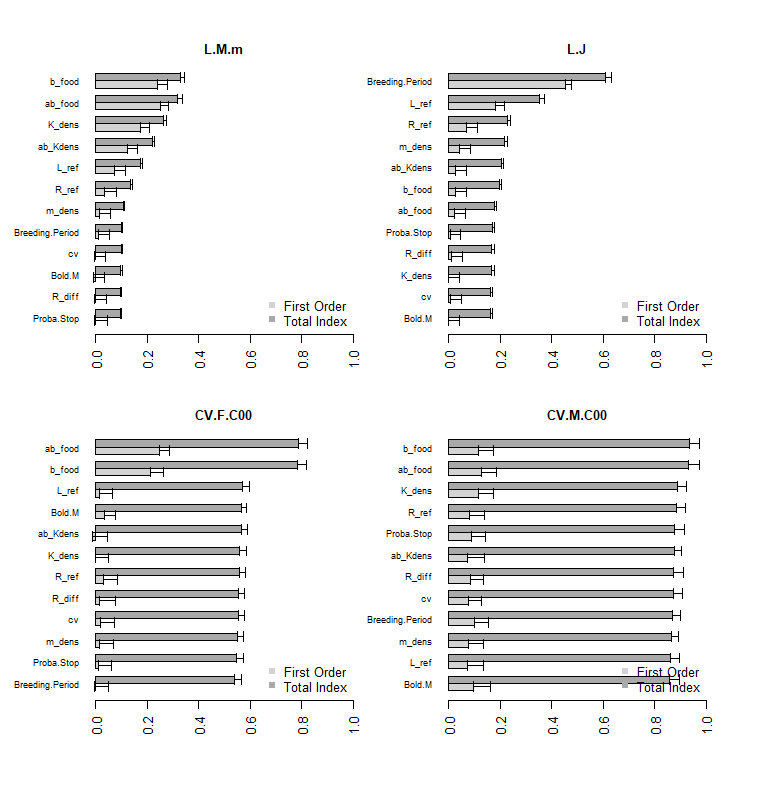 L.M.m
b_food
ab_food
K_dens
ab_Kdens
L_ref
R_ref
m_dens
Breeding.Period
cv
Bold.M
R_diff
Proba.Stop
First Order
Total Index
0.0 0.2 0.4 0.6 0.8 1.0
L.J
Breeding.Period
L_ref
R_ref
m_dens
ab_Kdens
b_food
ab_food
Proba.Stop
R_diff
K_dens
cv
Bold.M
First Order
Total Index
0.0 0.2 0.4 0.6 0.8 1.0
CV.F.C00
ab_food
b_food
L_ref
Bold.M
ab_Kdens
K_dens
R_ref
R_diff
cv
m_dens
Proba.Stop
Breeding.Period
First Order
Total Index
0.0 0.2 0.4 0.6 0.8 1.0
CV.M.C00
b_food
ab_food
K_dens
R_ref
Proba.Stop
ab_Kdens
R_diff
cv
Breeding.Period
m_dens
L_ref
Bold.M
First Order
Total Index
0.0 0.2 0.4 0.6 0.8 1.0